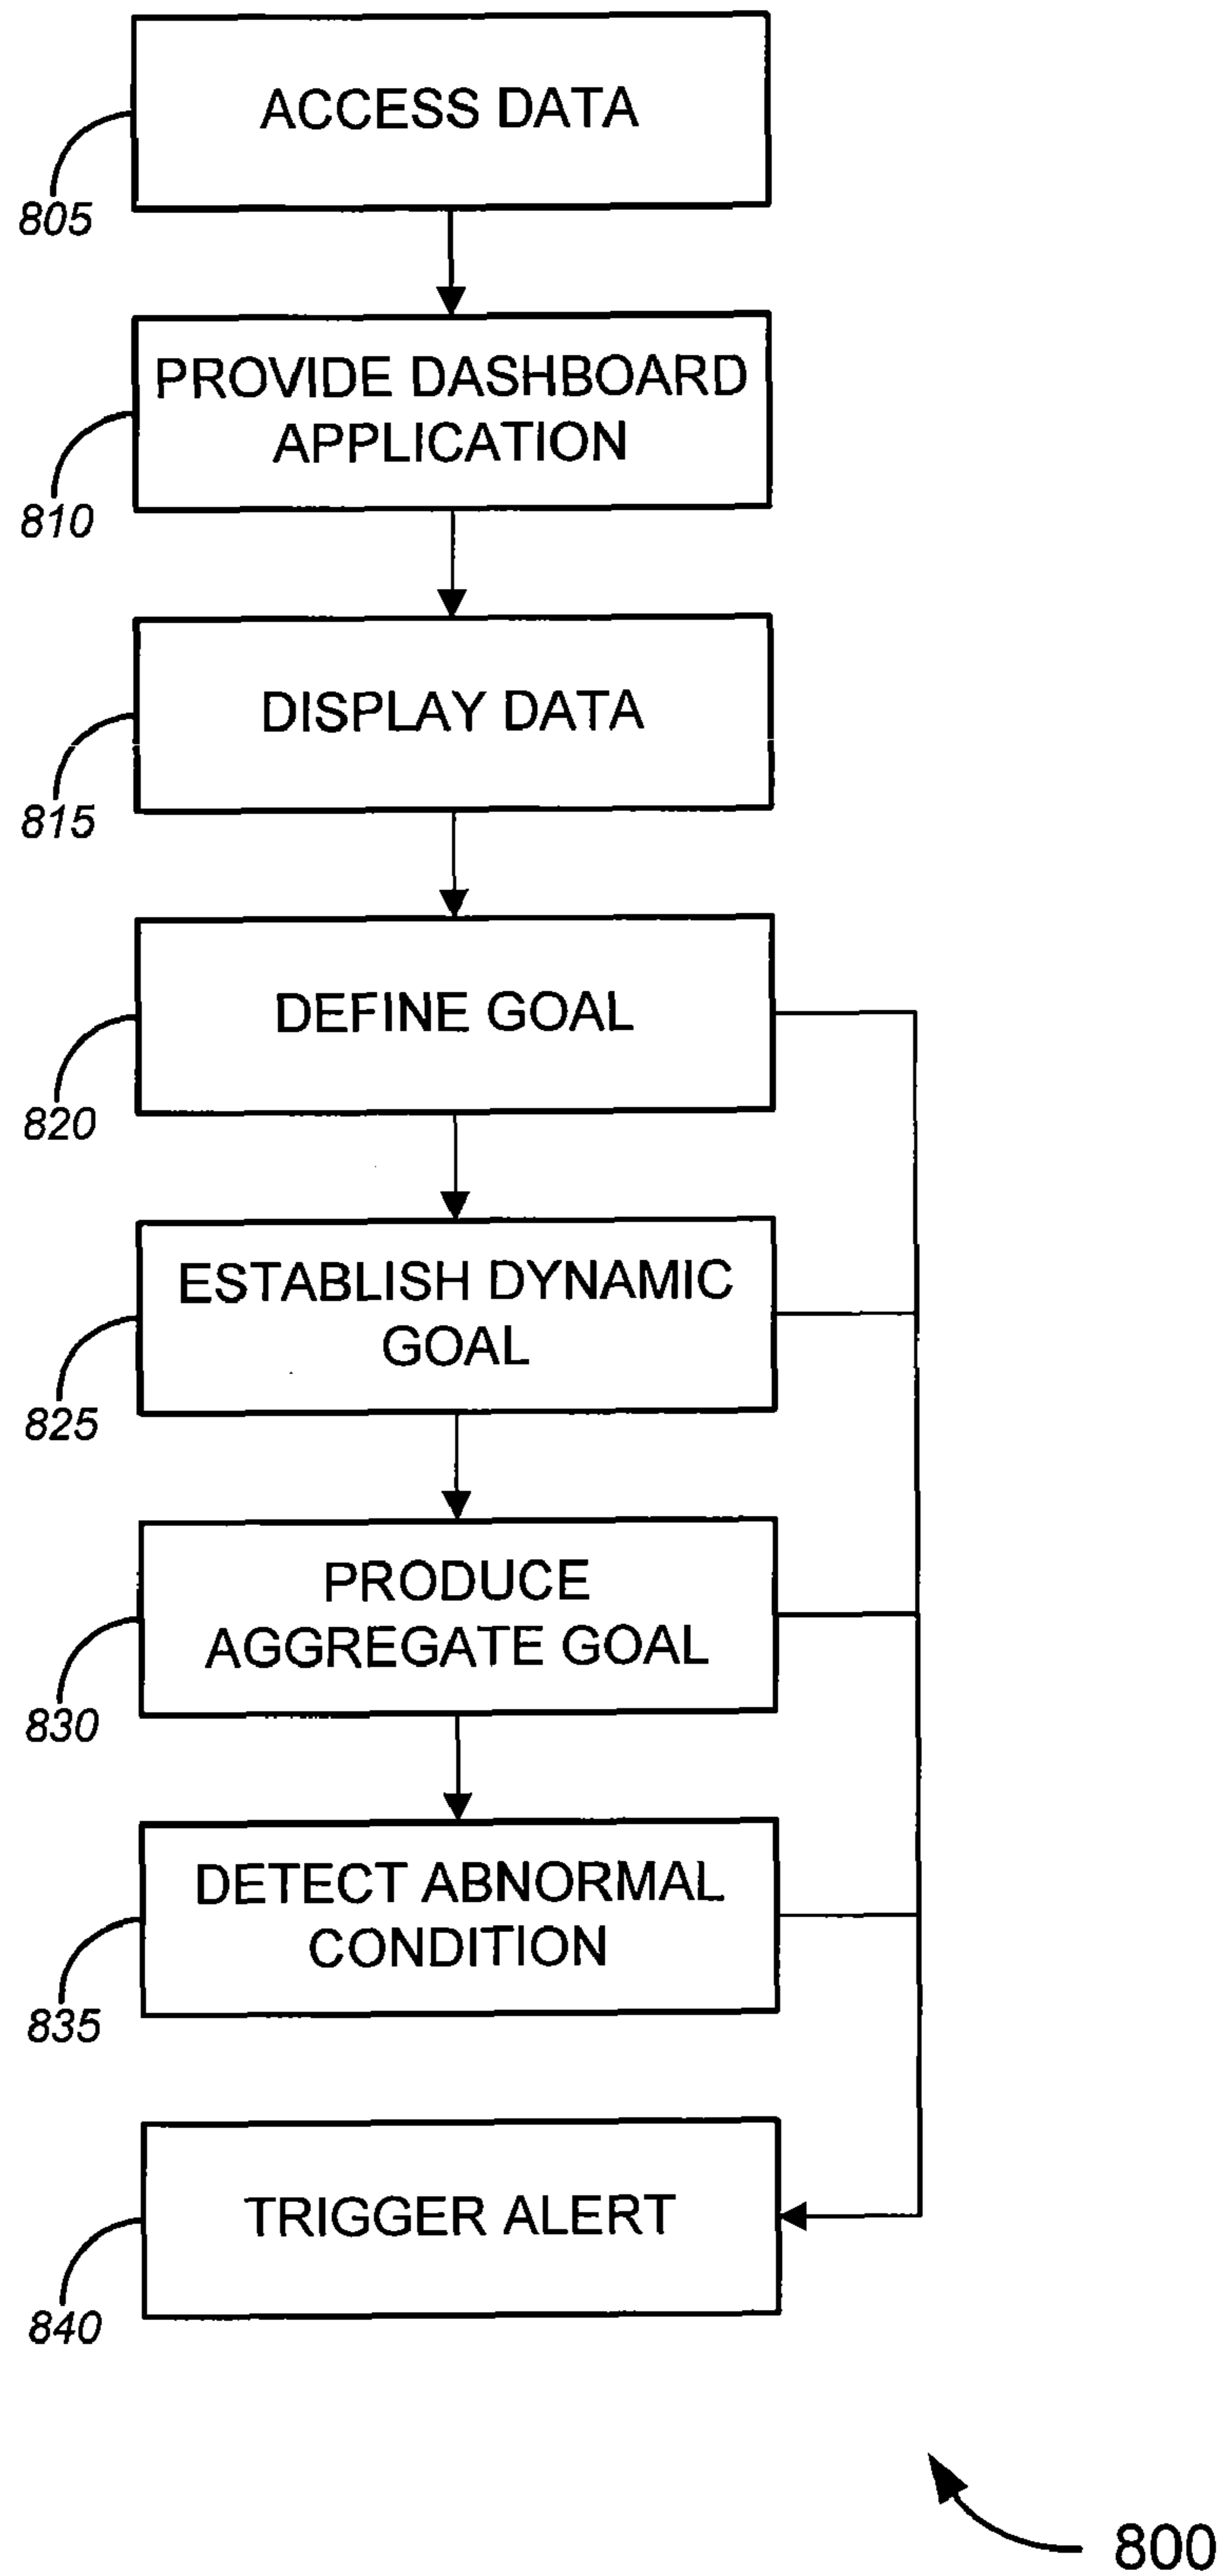 ACCESS DATA
805
PROVIDE DASHBOARD
APPLICATION
810
DISPLAY DATA
815
DEFINE GOAL
820
ESTABLISH DYNAMIC
GOAL
825
PRODUCE
AGGREGATE GOAL
830
DETECT ABNORMAL
CONDITION
835
TRIGGER ALERT
840
800